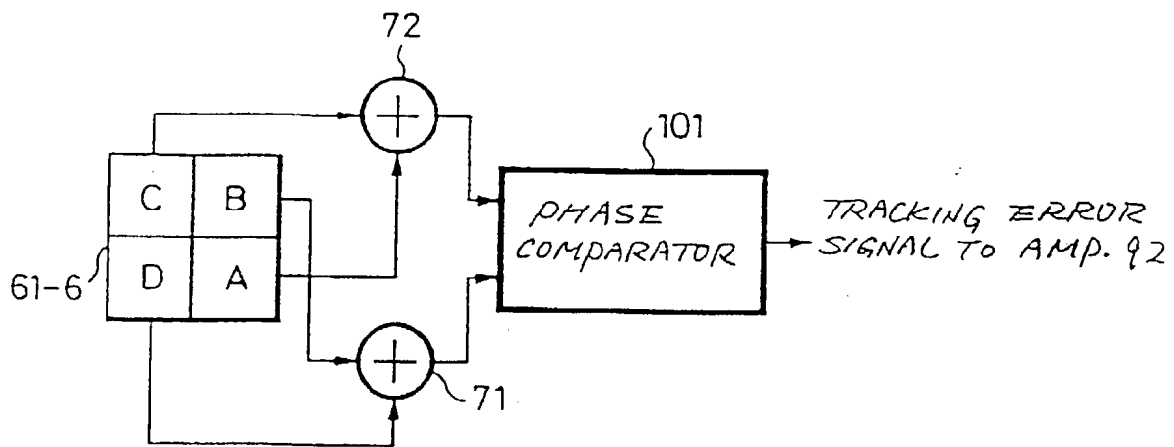 72
101
C B
D A
61-6
PHASE
COMPARATOR
TRACKING ERROR
SIGNAL TO AMP. 92
71